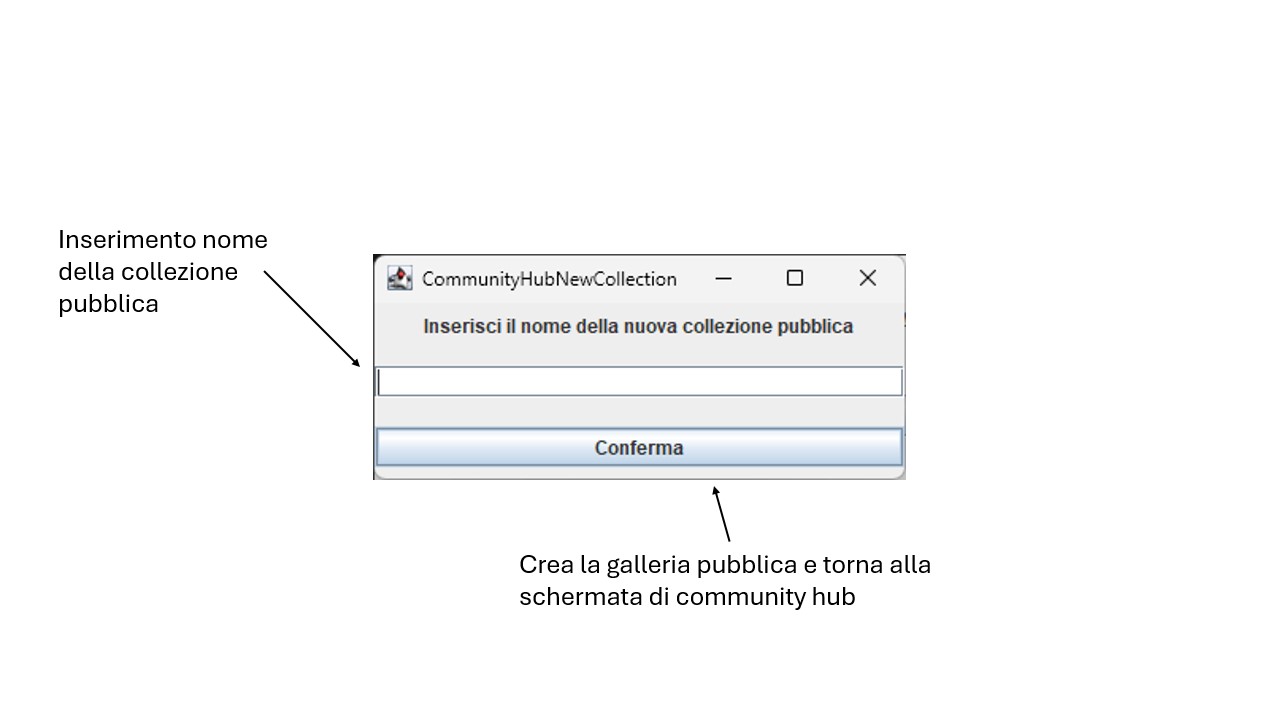 Inserimento nome
della collezione
pubblica
CommunityHubNewCollection
Inserisci il nome della nuova collezione pubblica
Conferma
Crea la galleria pubblica e torna alla
schermata di community hub